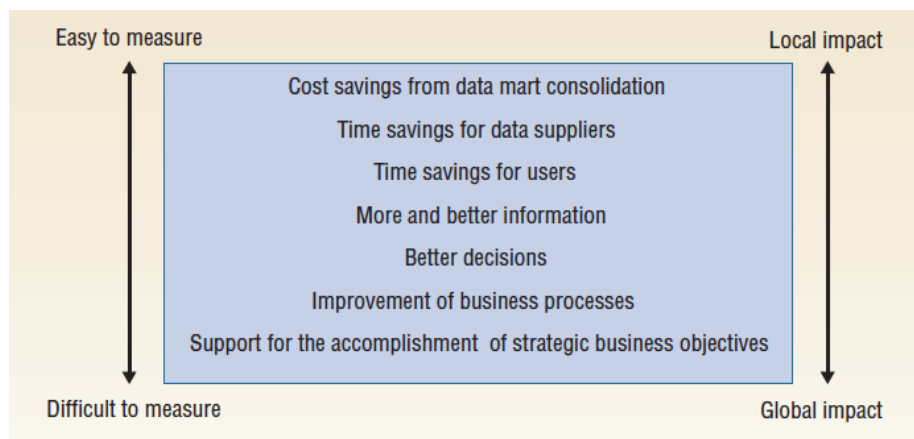 Easy to measure
Local impact
Cost savings from data mart consolidation
Time savings for data suppliers
Time savings for users
More and better information
Better decisions
Improvement of business processes
Support for the accomplishment of strategic business objectives
Difficult to measure
Global impact